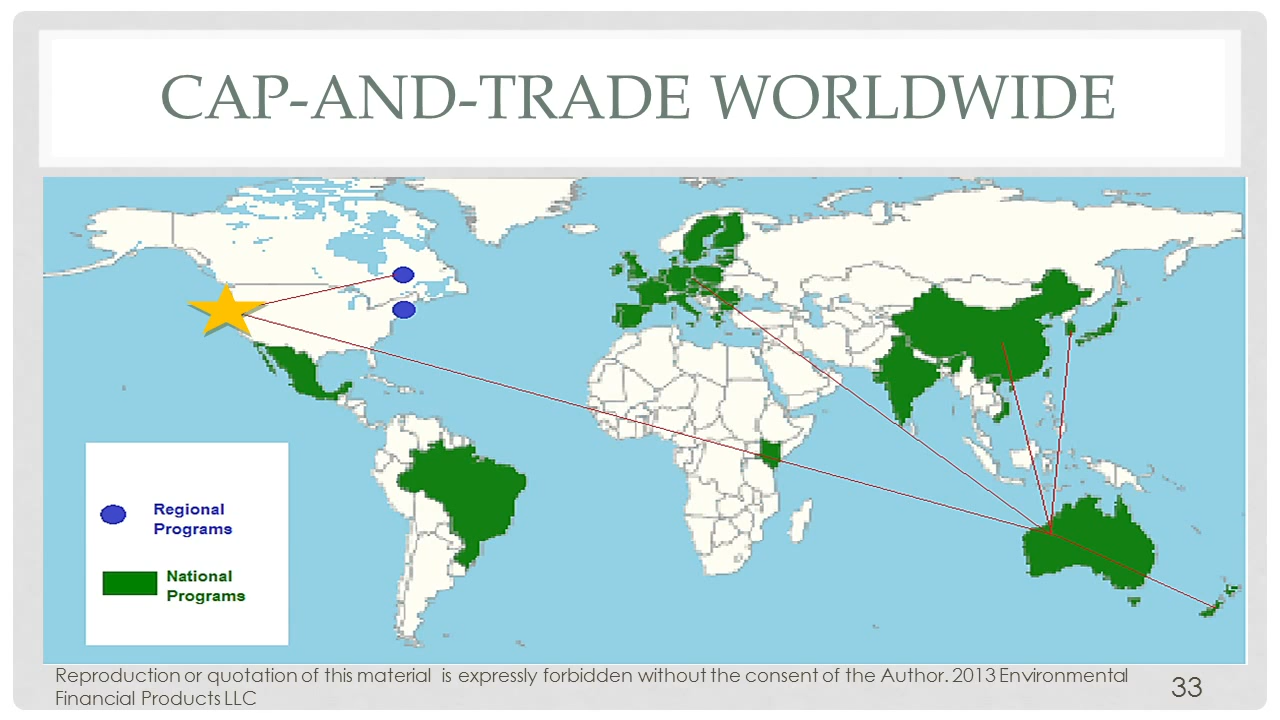 CAP-AND-TRADE WORLDWIDE
Regional
Programs
National
Programs
Reproduction or quotation of this material is expressly forbidden without the consent of the Author. 2013 Environmental
Financial Products LLC
33